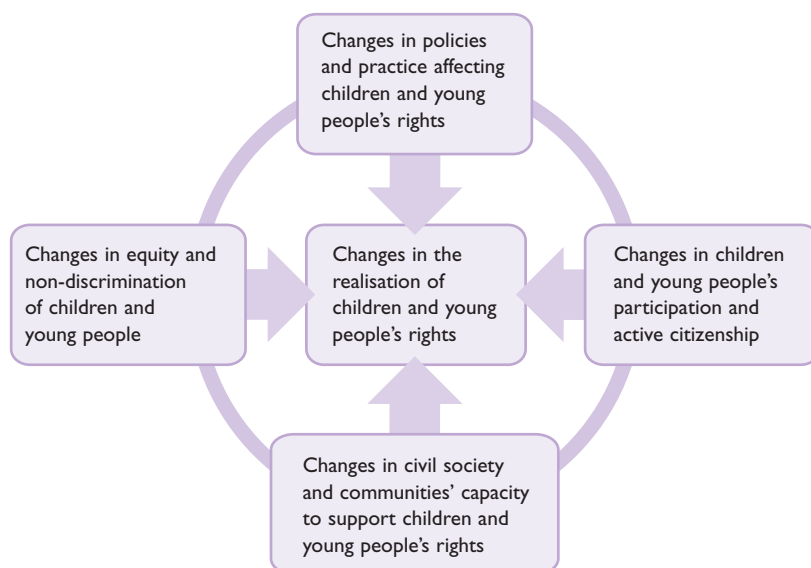 Changes in policies
and practice affecting
children and young
people’s rights
Changes in equity and
non-discrimination
of children and
young people
Changes in the
realisation of
children and young
people’s rights
Changes in children
and young people’s
participation and
active citizenship
Changes in civil society
and communities’ capacity
to support children and
young people’s rights